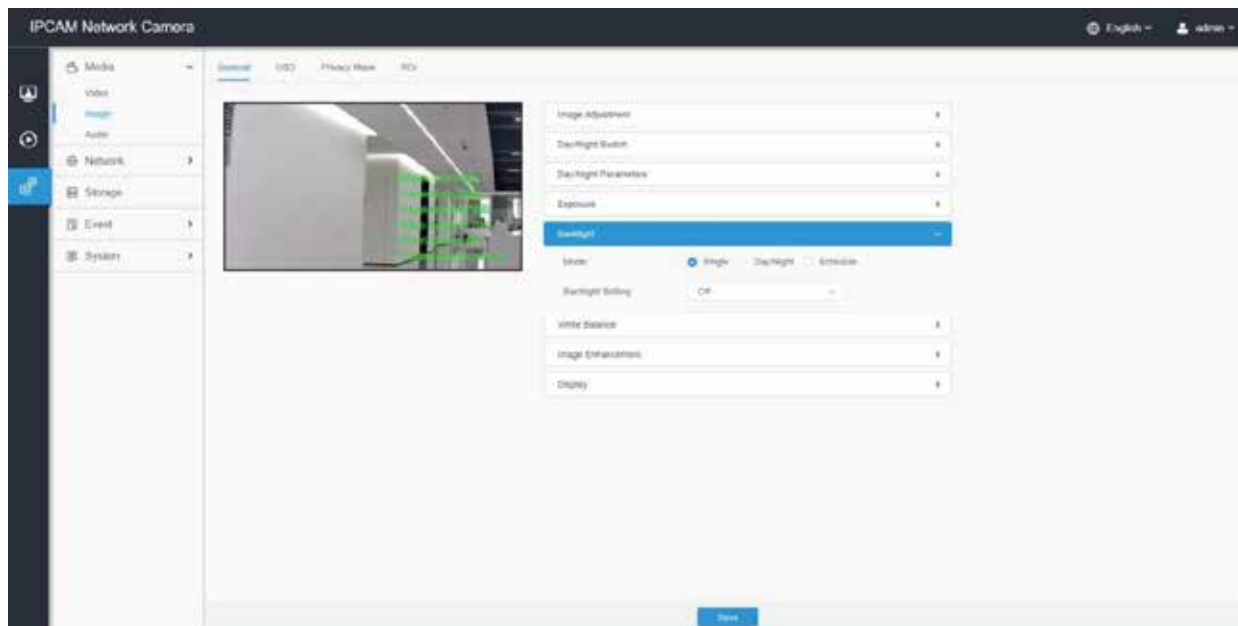 IPCAM Network Camera
English
admin
Media
General OSD Privacy Mask ROI
Video
Image
Audio
Network
Storage
Event
System
Image Adjustment
Day/Night Switch
Day/Night Parameters
Exposure
Backlight
Mode Single Day/Night Schedule
Backlight Setting Off
White Balance
Image Enhancement
Display
Save